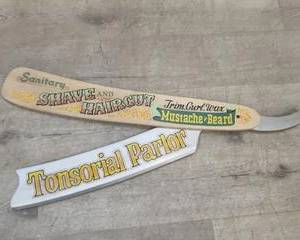 Sanitary
SHAVE AND
HAIRCUT
Trim.Curl.Wax
Mustache & Beard
Tonsorial Parlor